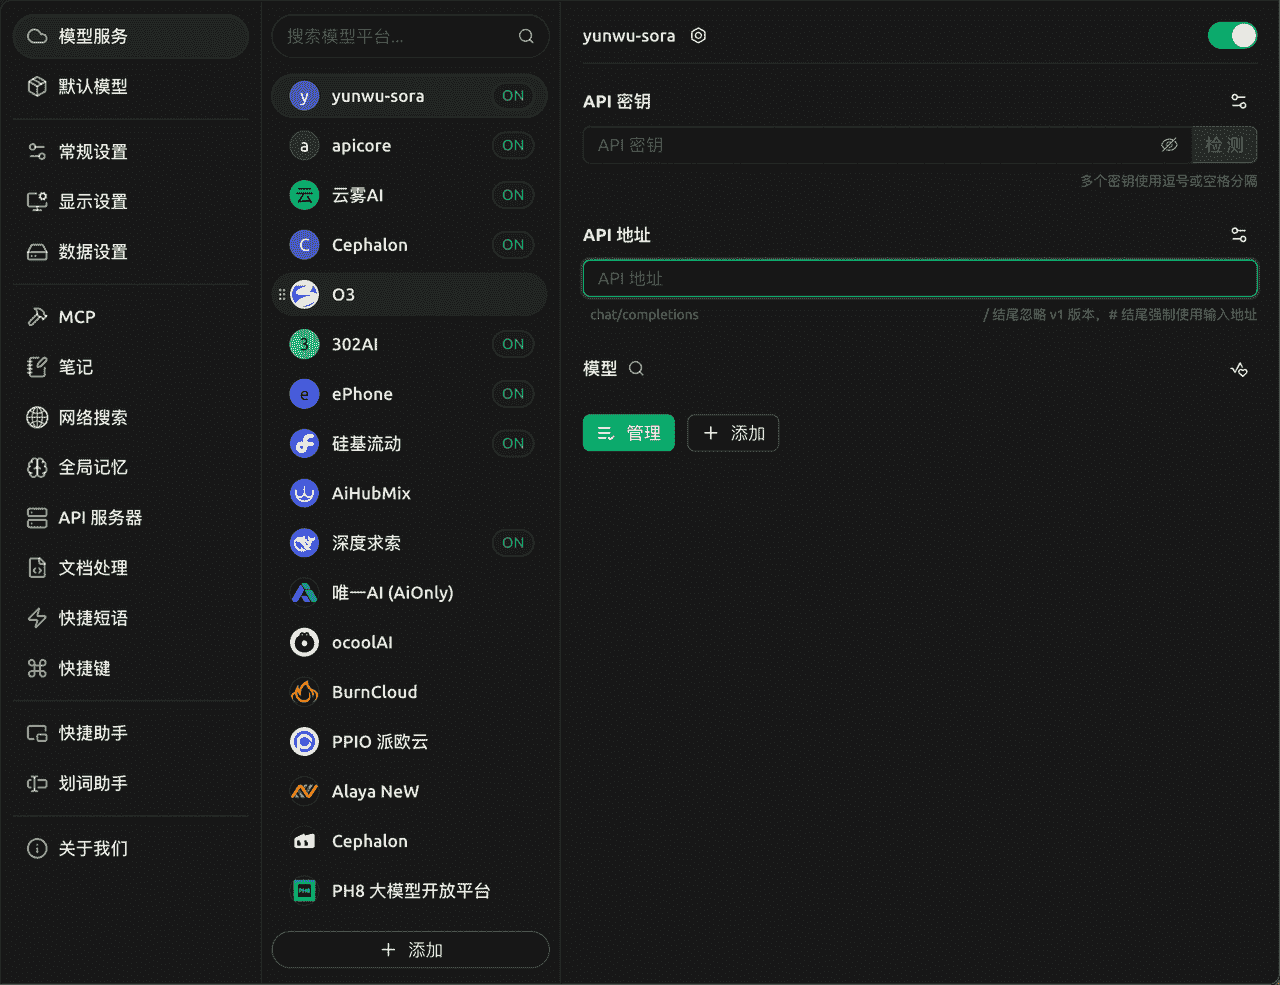 模型服务
默认模型
常规设置
显示设置
数据设置
MCP
笔记
网络搜索
全局记忆
API 服务器
文档处理
快捷短语
快捷键
快捷助手
划词助手
关于我们
搜索模型平台...
y yunwu-sora ON
a apicore ON
云 云雾AI ON
C Cephalon ON
O3
3 302AI ON
e ePhone ON
硅基流动 ON
AiHubMix
深度求索 ON
唯一AI (AiOnly)
ocoolAI
BurnCloud
PPIO 派欧云
Alaya NeW
Cephalon
PH8 PH8 大模型开放平台
添加
yunwu-sora
API 密钥
API 密钥 检测
多个密钥使用逗号或空格分隔
API 地址
API 地址
chat/completions / 结尾忽略 v1 版本，# 结尾强制使用输入地址
模型
管理 添加